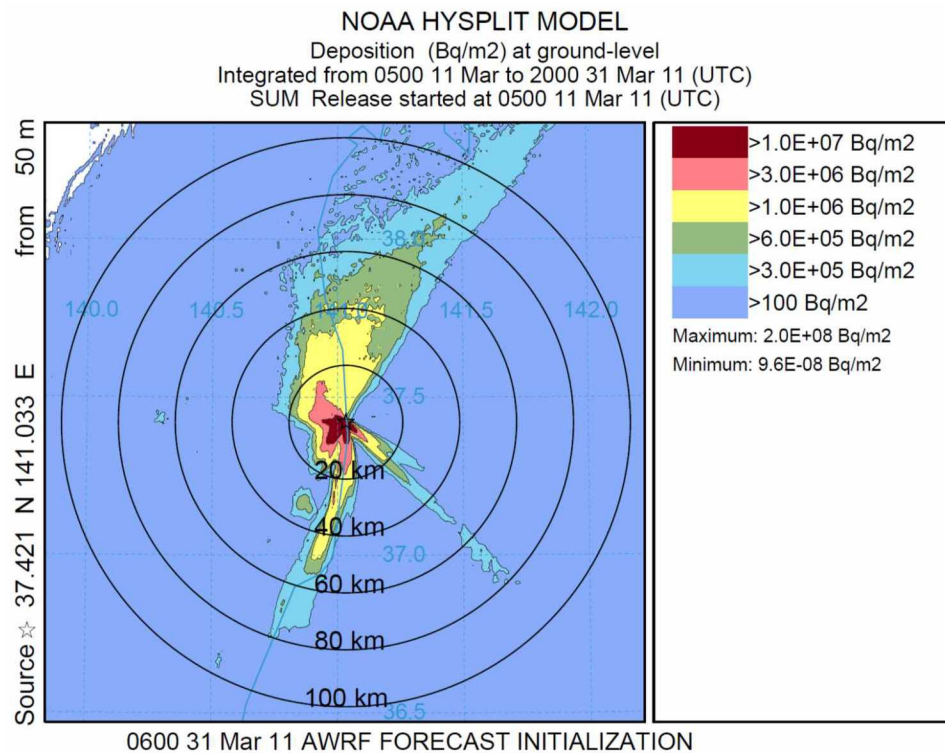 NOAA HYSPLIT MODEL
Deposition (Bq/m2) at ground-level
Integrated from 0500 11 Mar to 2000 31 Mar 11 (UTC)
SUM Release started at 0500 11 Mar 11 (UTC)
Source ☆ 37.421 N 141.033 E from 50 m
38.0
140.0 140.5 141.0 141.5 142.0
37.5
20 km
40 km
37.0
60 km
80 km
100 km
36.5
>1.0E+07 Bq/m2
>3.0E+06 Bq/m2
>1.0E+06 Bq/m2
>6.0E+05 Bq/m2
>3.0E+05 Bq/m2
>100 Bq/m2
Maximum: 2.0E+08 Bq/m2
Minimum: 9.6E-08 Bq/m2
0600 31 Mar 11 AWRF FORECAST INITIALIZATION